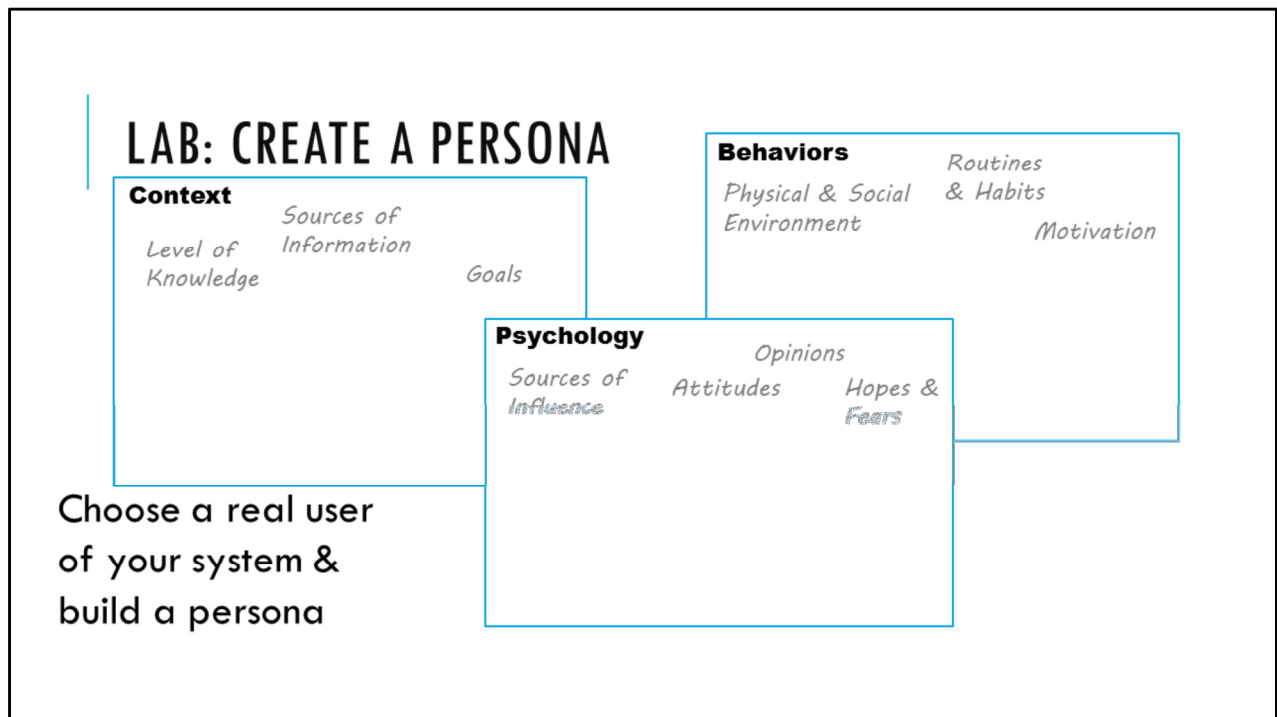 LAB: CREATE A PERSONA
Context
Sources of
Information
Level of
Knowledge
Goals
Behaviors
Physical & Social
Environment
Routines
& Habits
Motivation
Psychology
Sources of
Influence
Attitudes
Opinions
Hopes &
Fears
Choose a real user
of your system &
build a persona